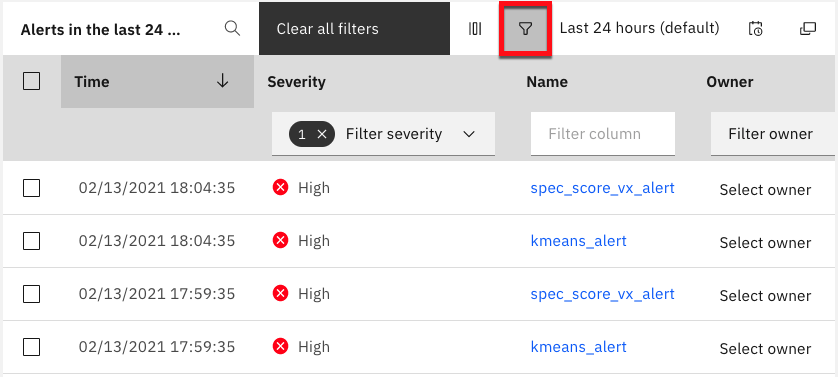 Alerts in the last 24 ... Clear all filters Last 24 hours (default)
Time Severity Name Owner
1 Filter severity Filter column Filter owner
02/13/2021 18:04:35 High spec_score_vx_alert Select owner
02/13/2021 18:04:35 High kmeans_alert Select owner
02/13/2021 17:59:35 High spec_score_vx_alert Select owner
02/13/2021 17:59:35 High kmeans_alert Select owner